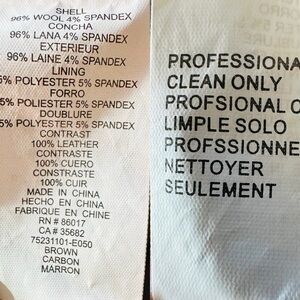 SHELL
96% WOOL 4% SPANDEX
CONCHA
96% LANA 4% SPANDEX
EXTERIEUR
96% LAINE 4% SPANDEX
LINING
5% POLYESTER 5% SPANDEX
FORRO
5% POLIESTER 5% SPANDEX
DOUBLURE
5% POLYESTER 5% SPANDEX
CONTRAST
100% LEATHER
CONTRASTE
100% CUERO
CONSTRASTE
100% CUIR
MADE IN CHINA
HECHO EN CHINA
FABRIQUE EN CHINE
RN # 86017
CA # 35682
75231101-E050
BROWN
CARBON
MARRON
PROFESSIONA
CLEAN ONLY
PROFSIONAL C
LIMPLE SOLO
PROFSSIONNE
NETTOYER
SEULEMENT